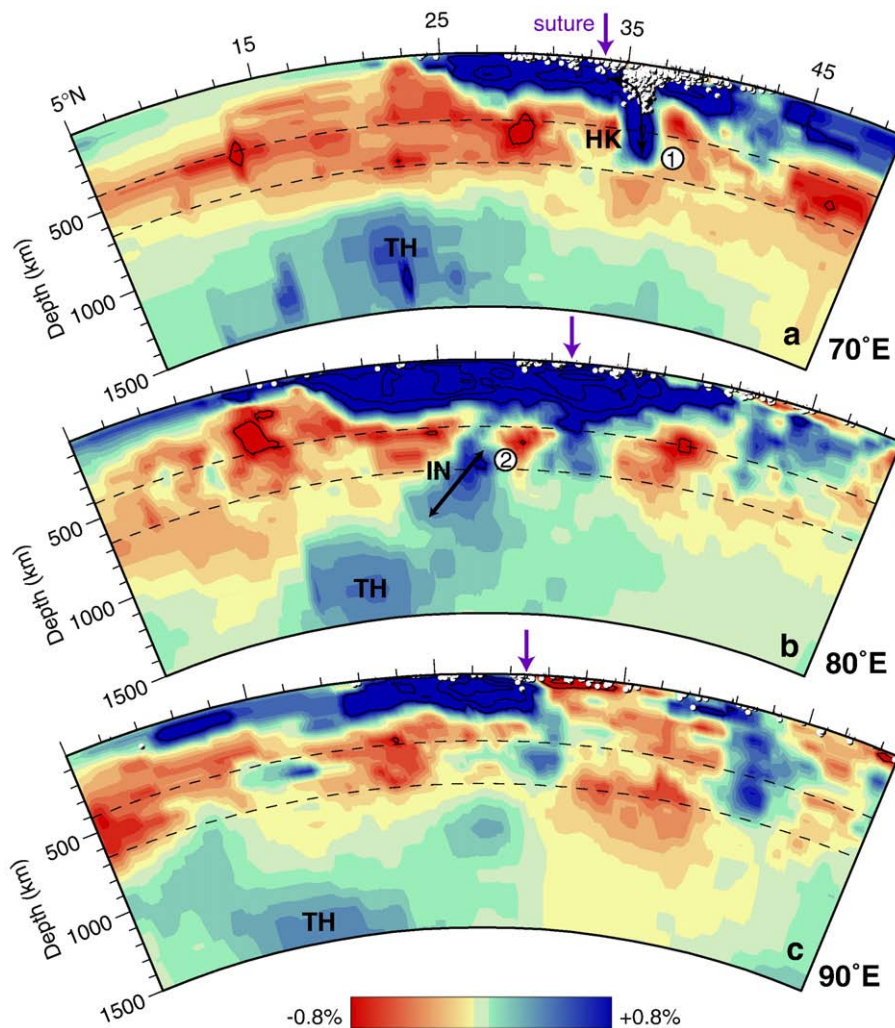 suture
5°N
15
25
35
45
HK
1
TH
500
1000
1500
Depth (km)
a
70°E
IN
2
TH
500
1000
1500
Depth (km)
b
80°E
TH
500
1000
1500
Depth (km)
c
90°E
-0.8%
+0.8%